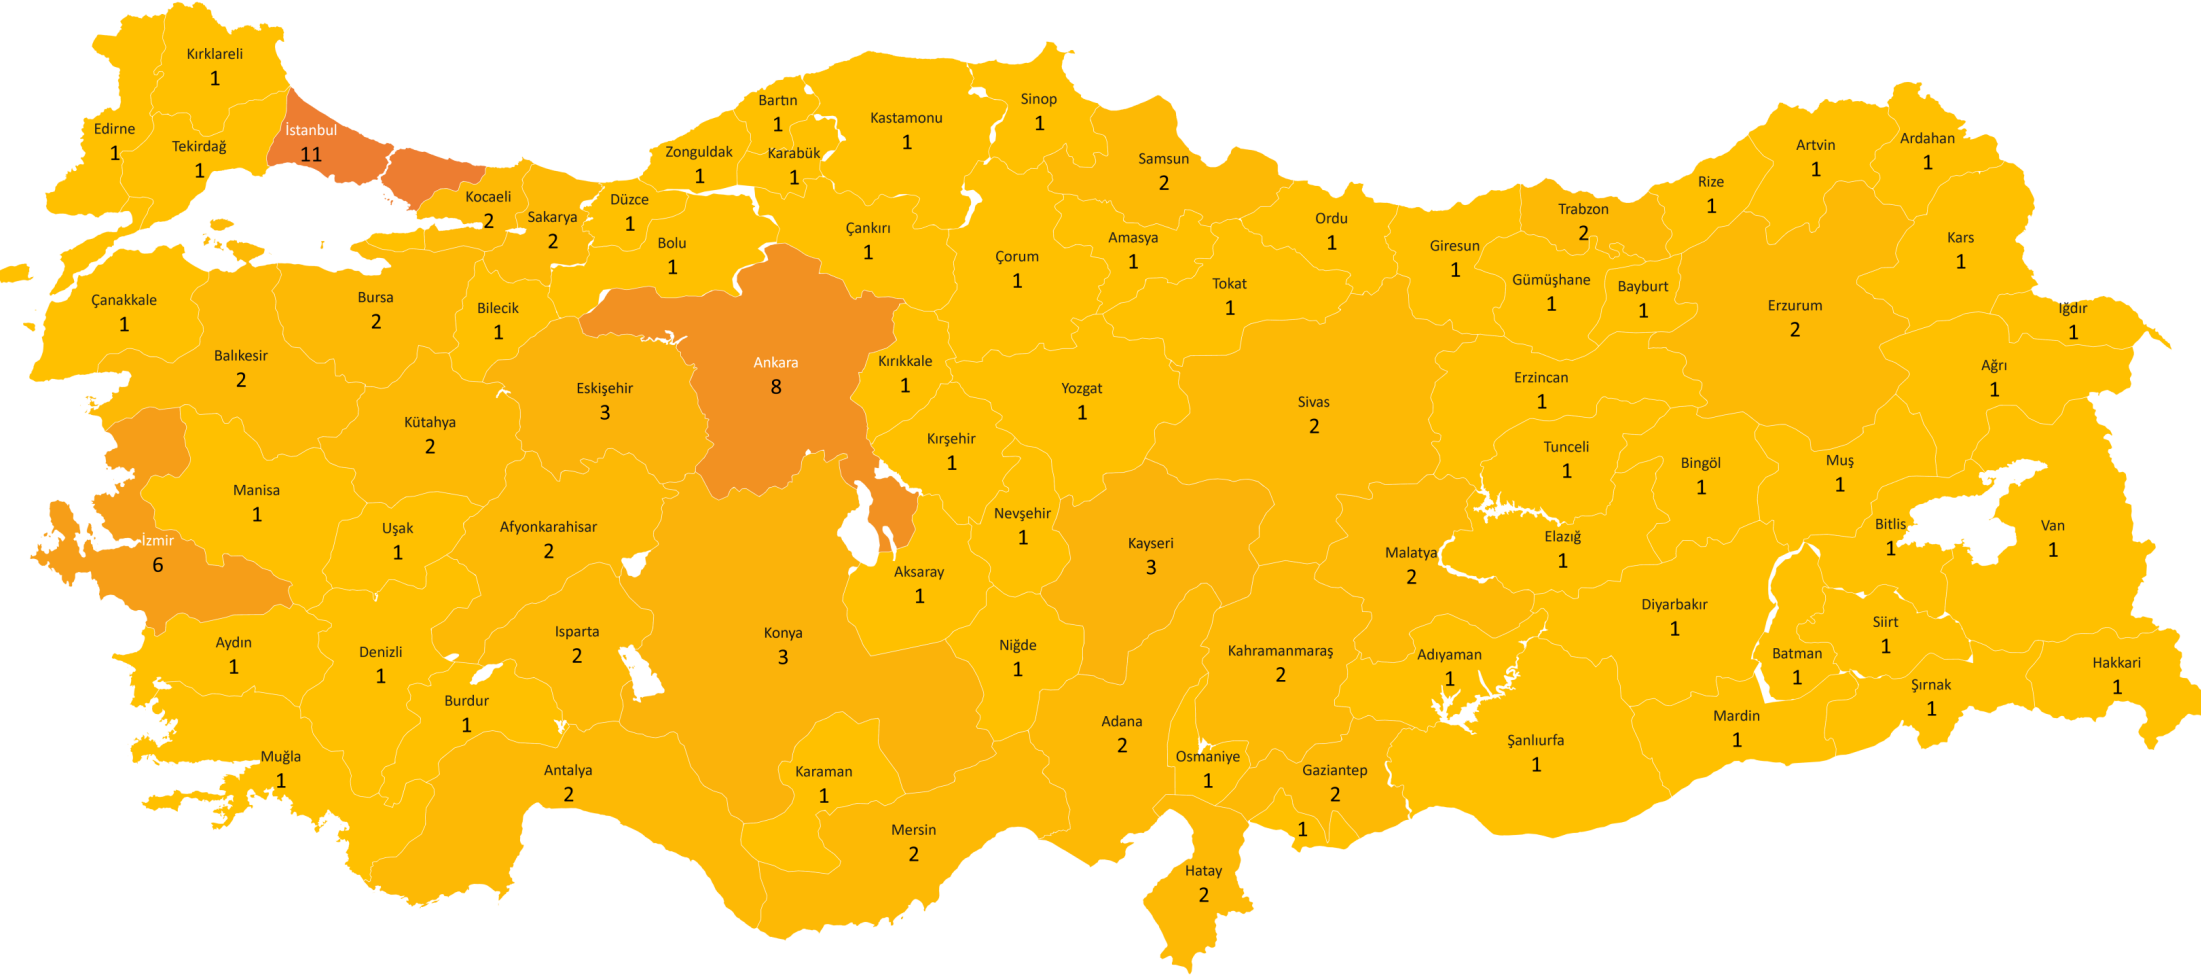 Kırklareli
1
Edirne
1
Tekirdağ
1
İstanbul
11
Kocaeli
2
Sakarya
2
Düzce
1
Bolu
1
Zonguldak
1
Bartın
1
Karabük
1
Kastamonu
1
Sinop
1
Samsun
2
Çankırı
1
Çorum
1
Amasya
1
Tokat
1
Ordu
1
Giresun
1
Trabzon
2
Gümüşhane
1
Bayburt
1
Rize
1
Artvin
1
Ardahan
1
Kars
1
Iğdır
1
Erzurum
2
Ağrı
1
Çanakkale
1
Balıkesir
2
Bursa
2
Bilecik
1
Eskişehir
3
Kütahya
2
Ankara
8
Kırıkkale
1
Kırşehir
1
Yozgat
1
Sivas
2
Erzincan
1
Tunceli
1
Bingöl
1
Muş
1
Bitlis
1
Van
1
Manisa
1
İzmir
6
Uşak
1
Afyonkarahisar
2
Nevşehir
1
Aksaray
1
Kayseri
3
Malatya
2
Elazığ
1
Diyarbakır
1
Batman
1
Siirt
1
Şırnak
1
Hakkari
1
Aydın
1
Denizli
1
Isparta
2
Burdur
1
Konya
3
Niğde
1
Kahramanmaraş
2
Adıyaman
1
Şanlıurfa
1
Mardin
1
Muğla
1
Antalya
2
Karaman
1
Mersin
2
Adana
2
Osmaniye
1
Gaziantep
2
1
Hatay
2